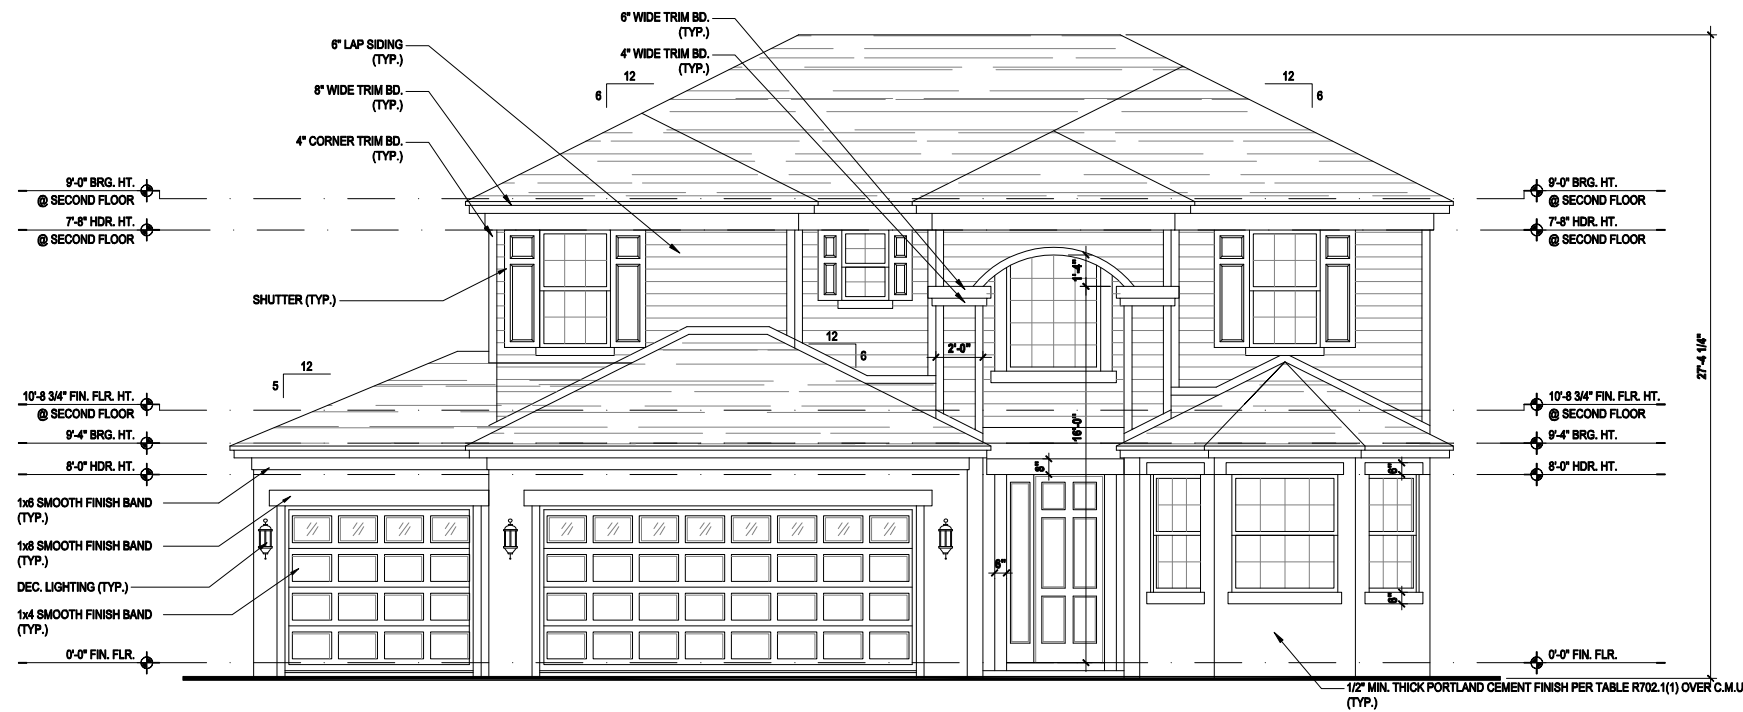 6" WIDE TRIM BD.
(TYP.)
4" WIDE TRIM BD.
(TYP.)
6" LAP SIDING
(TYP.)
8" WIDE TRIM BD.
(TYP.)
4" CORNER TRIM BD.
(TYP.)
12
6
12
6
9'-0" BRG. HT.
@ SECOND FLOOR
7'-8" HDR. HT.
@ SECOND FLOOR
9'-0" BRG. HT.
@ SECOND FLOOR
7'-8" HDR. HT.
@ SECOND FLOOR
SHUTTER (TYP.)
1'-4"
12
6
2'-0"
27'-4 1/4"
12
5
10'-8 3/4" FIN. FLR. HT.
@ SECOND FLOOR
9'-4" BRG. HT.
8'-0" HDR. HT.
10'-8 3/4" FIN. FLR. HT.
@ SECOND FLOOR
9'-4" BRG. HT.
8'-0" HDR. HT.
16'-0"
8"
6"
6"
8"
1x6 SMOOTH FINISH BAND
(TYP.)
1x8 SMOOTH FINISH BAND
(TYP.)
DEC. LIGHTING (TYP.)
1x4 SMOOTH FINISH BAND
(TYP.)
0'-0" FIN. FLR.
0'-0" FIN. FLR.
1/2" MIN. THICK PORTLAND CEMENT FINISH PER TABLE R702.1(1) OVER C.M.U
(TYP.)